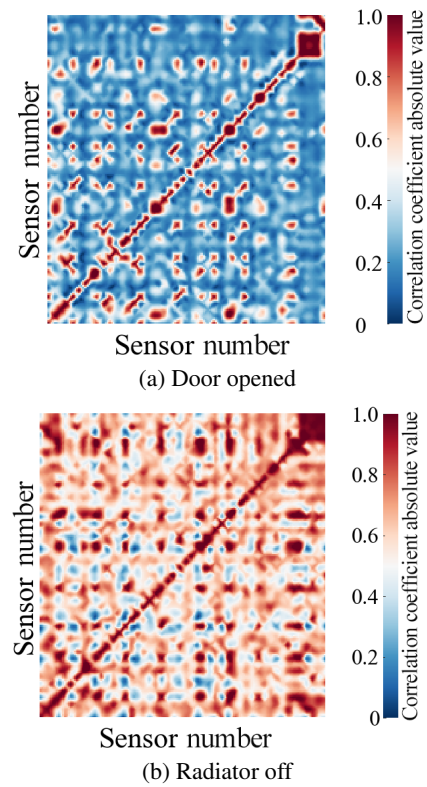 1.0
0.8
0.6
0.4
0.2
0
Correlation coefficient absolute value
Sensor number
Sensor number
(a) Door opened
1.0
0.8
0.6
0.4
0.2
0
Correlation coefficient absolute value
Sensor number
Sensor number
(b) Radiator off